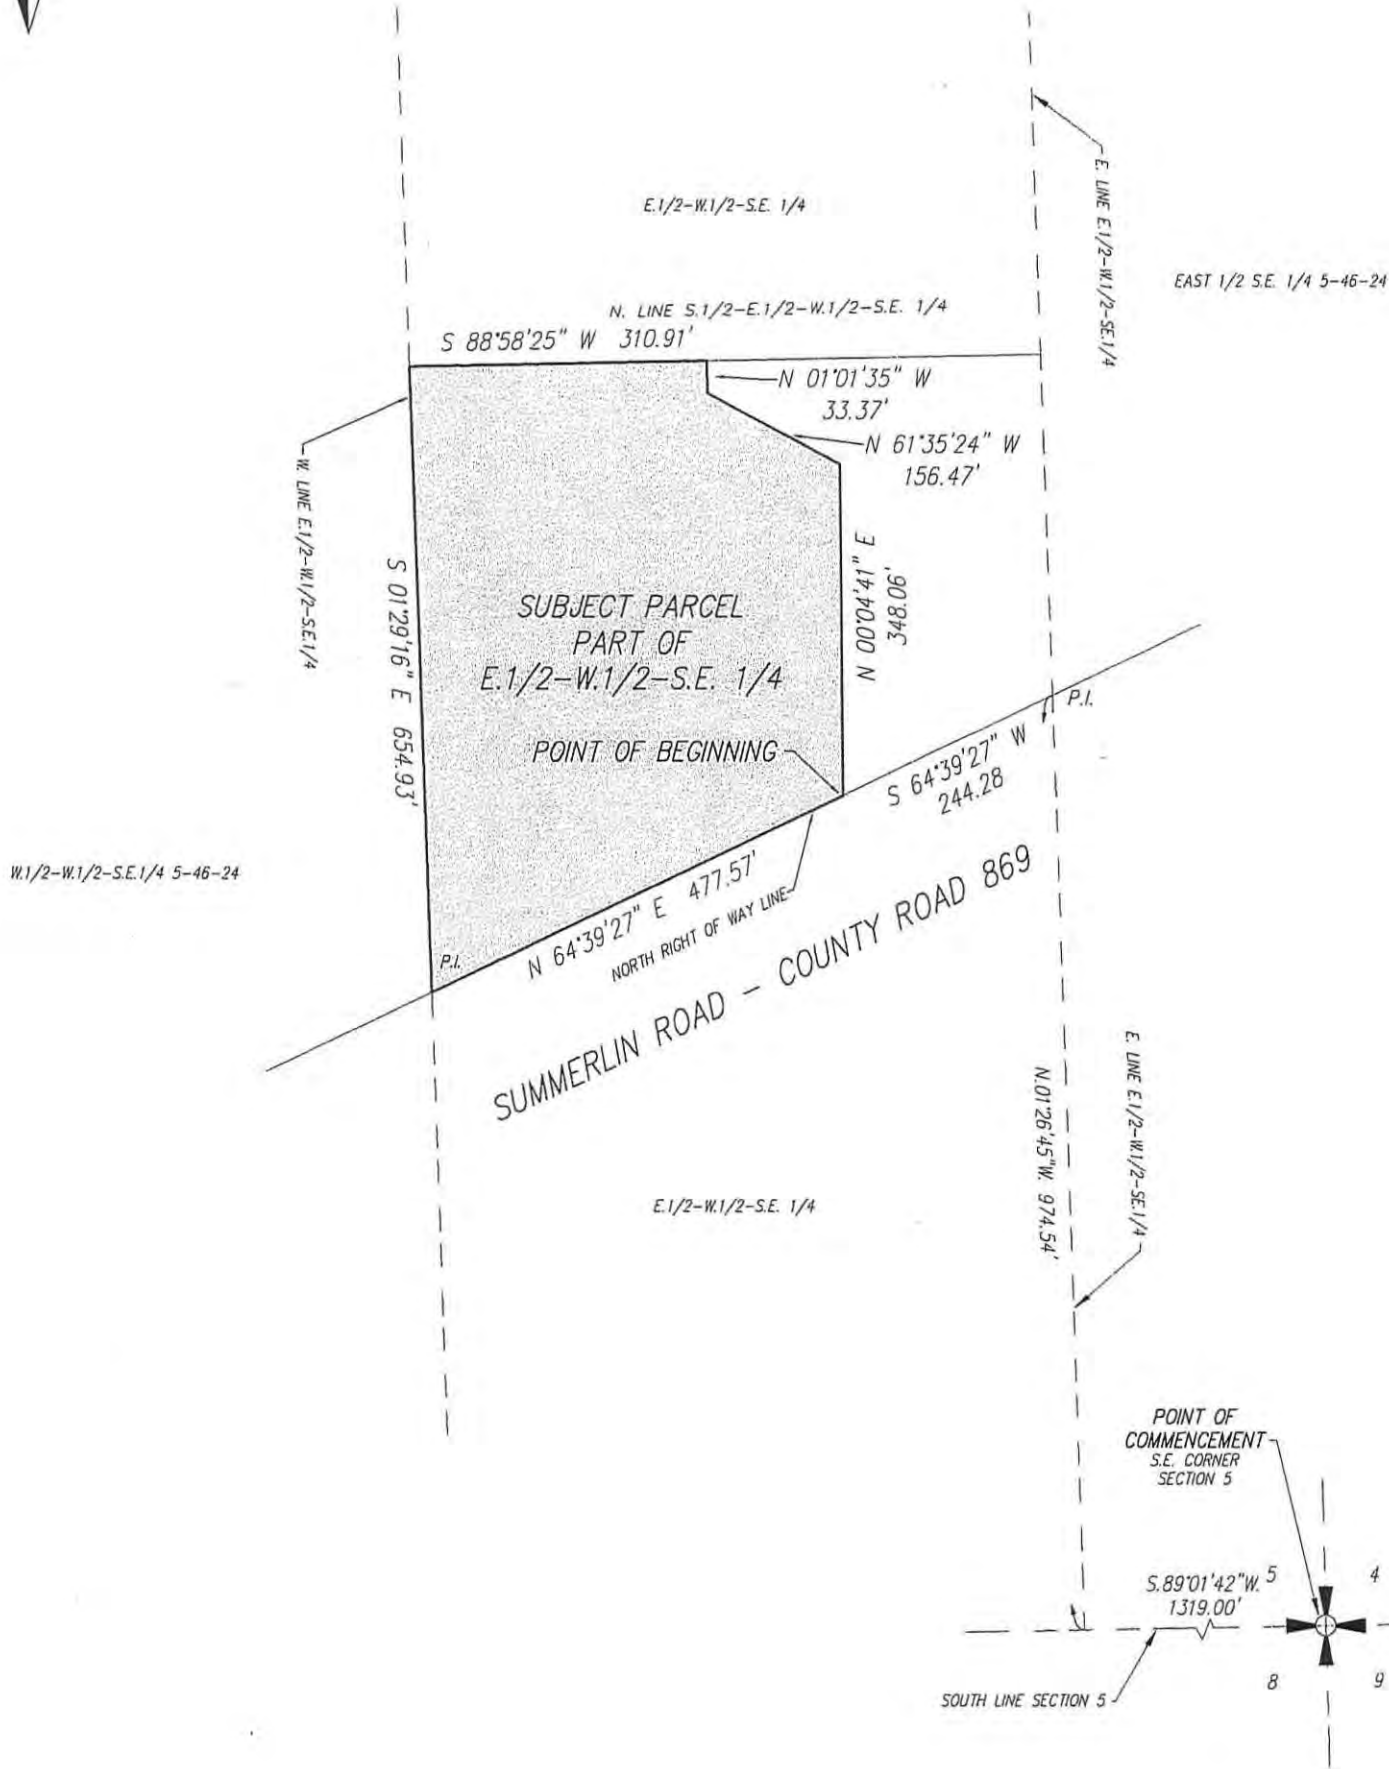 E.1/2-W.1/2-S.E. 1/4
E. LINE E.1/2-W.1/2-SE.1/4
EAST 1/2 S.E. 1/4 5-46-24
N. LINE S.1/2-E.1/2-W.1/2-S.E. 1/4
S 88°58'25" W 310.91'
N 01°01'35" W
33.37'
N 61°35'24" W
156.47'
W. LINE E.1/2-W.1/2-S.E.1/4
S 01°29'16" E 654.93'
SUBJECT PARCEL
PART OF
E.1/2-W.1/2-S.E. 1/4
N 00°04'41" E
348.06'
POINT OF BEGINNING
P.I.
S 64°39'27" W
244.28
W.1/2-W.1/2-S.E.1/4 5-46-24
P.I.
N 64°39'27" E 477.57'
NORTH RIGHT OF WAY LINE
SUMMERLIN ROAD - COUNTY ROAD 869
N.01°26'45"W. 974.54'
E. LINE E.1/2-W.1/2-SE.1/4
E.1/2-W.1/2-S.E. 1/4
POINT OF
COMMENCEMENT
S.E. CORNER
SECTION 5
S.89°01'42"W.
1319.00'
5
4
8
9
SOUTH LINE SECTION 5